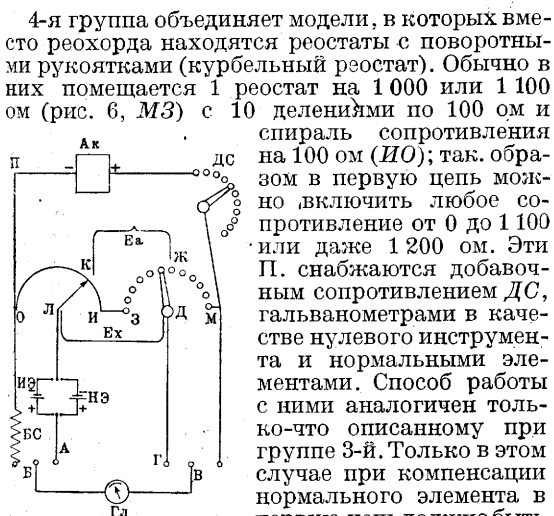 4-я группа объединяет модели, в которых вме-
сто реохорда находятся реостаты с поворотны-
ми рукоятками (курбельный реостат). Обычно в
них помещается 1 реостат на 1 000 или 1 100
ом (рис. 6, МЗ) с 10 делениями по 100 ом и
спираль сопротивления
на 100 ом (ИО); так. обра-
зом в первую цепь мож-
но включить любое со-
противление от 0 до 1 100
или даже 1 200 ом. Эти
П. снабжаются добавоч-
ным сопротивлением ДС,
гальванометрами в каче-
стве нулевого инструмен-
та и нормальными эле-
ментами. Способ работы
с ними аналогичен толь-
ко-что описанному при
группе 3-й. Только в этом
случае при компенсации
нормального элемента в
Ак
П
- +
ДС
Еа
К
Ж
О
Л
И
З
Д
М
Ех
ИЭ
НЭ
+ +
БС
А
Б
Г
В
Гл